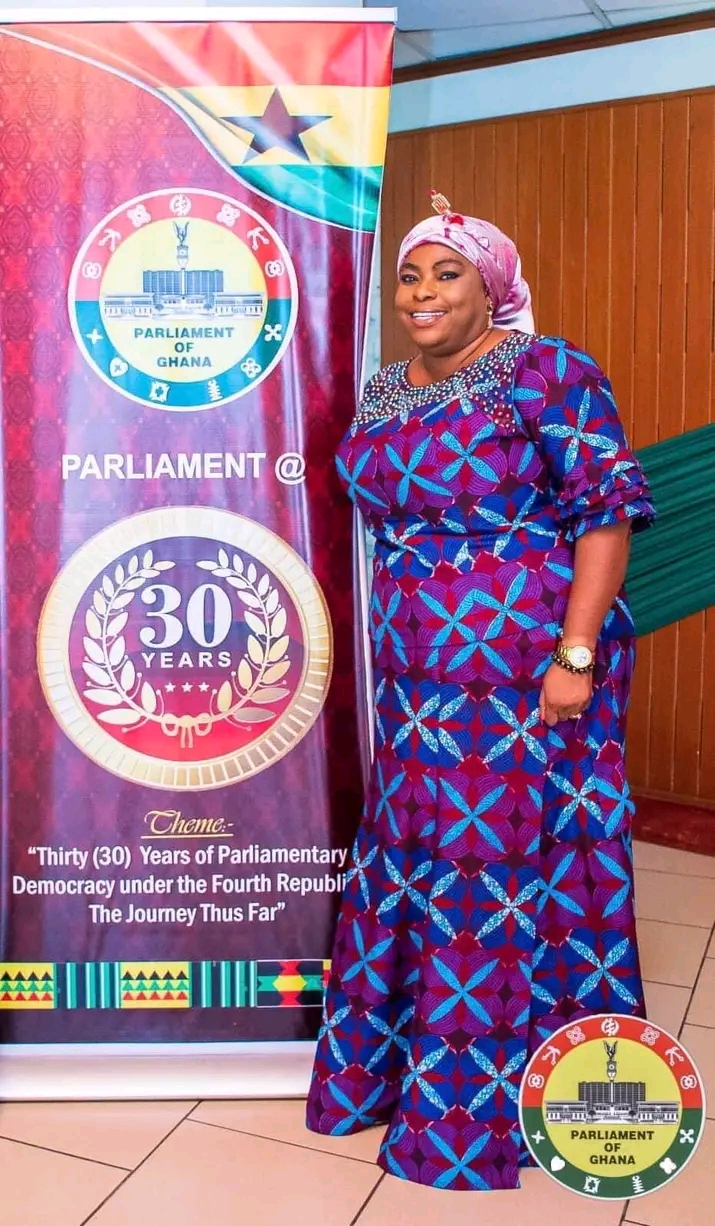 PARLIAMENT
OF
GHANA
PARLIAMENT @
30
YEARS
Theme:-
"Thirty (30) Years of Parliamentary
Democracy under the Fourth
The Journey Thus Far"
PARLIAMENT OF
GHANA